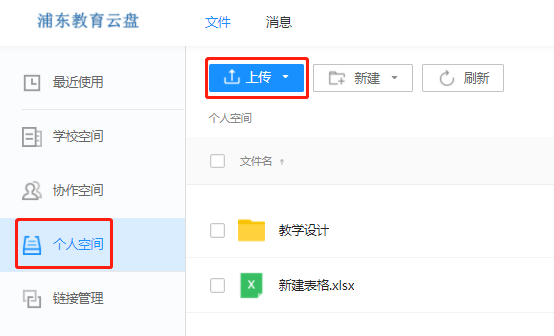 浦东教育云盘
文件 消息
最近使用
学校空间
协作空间
个人空间
链接管理
上传 新建 刷新
个人空间
文件名
教学设计
新建表格.xlsx